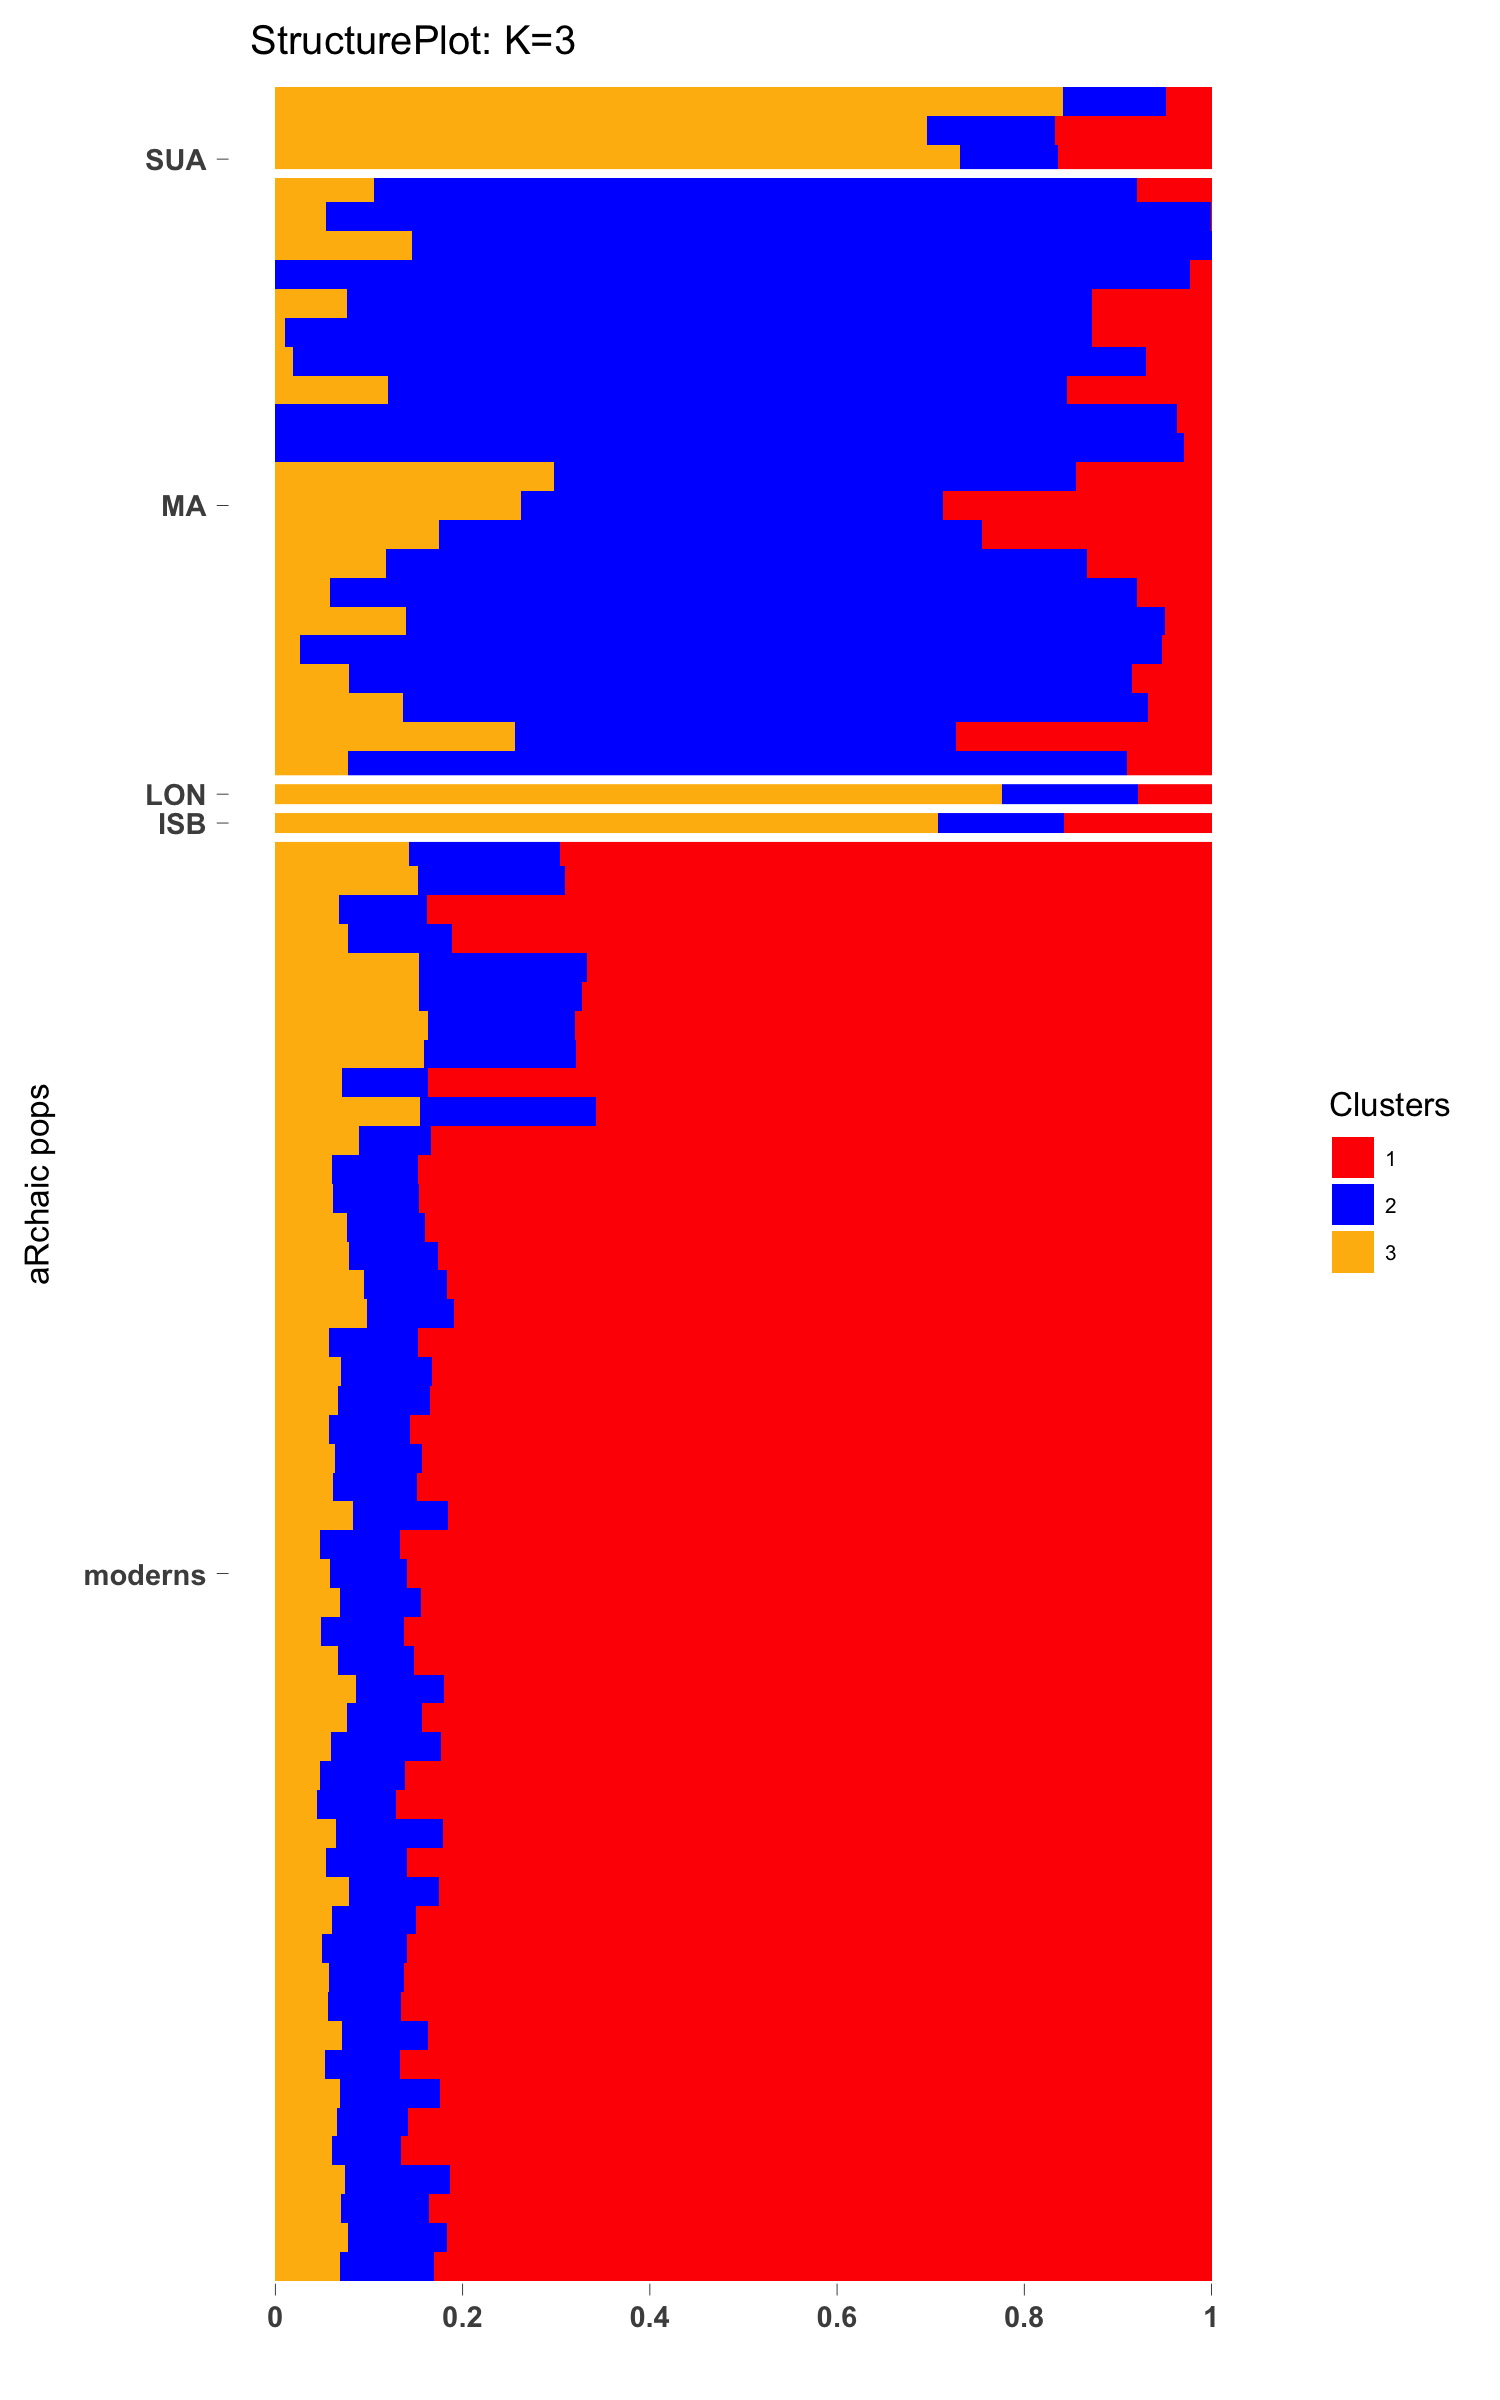 StructurePlot: K=3
SUA
MA
LON
ISB
moderns
aRchaic pops
Clusters
1
2
3
0 0.2 0.4 0.6 0.8 1